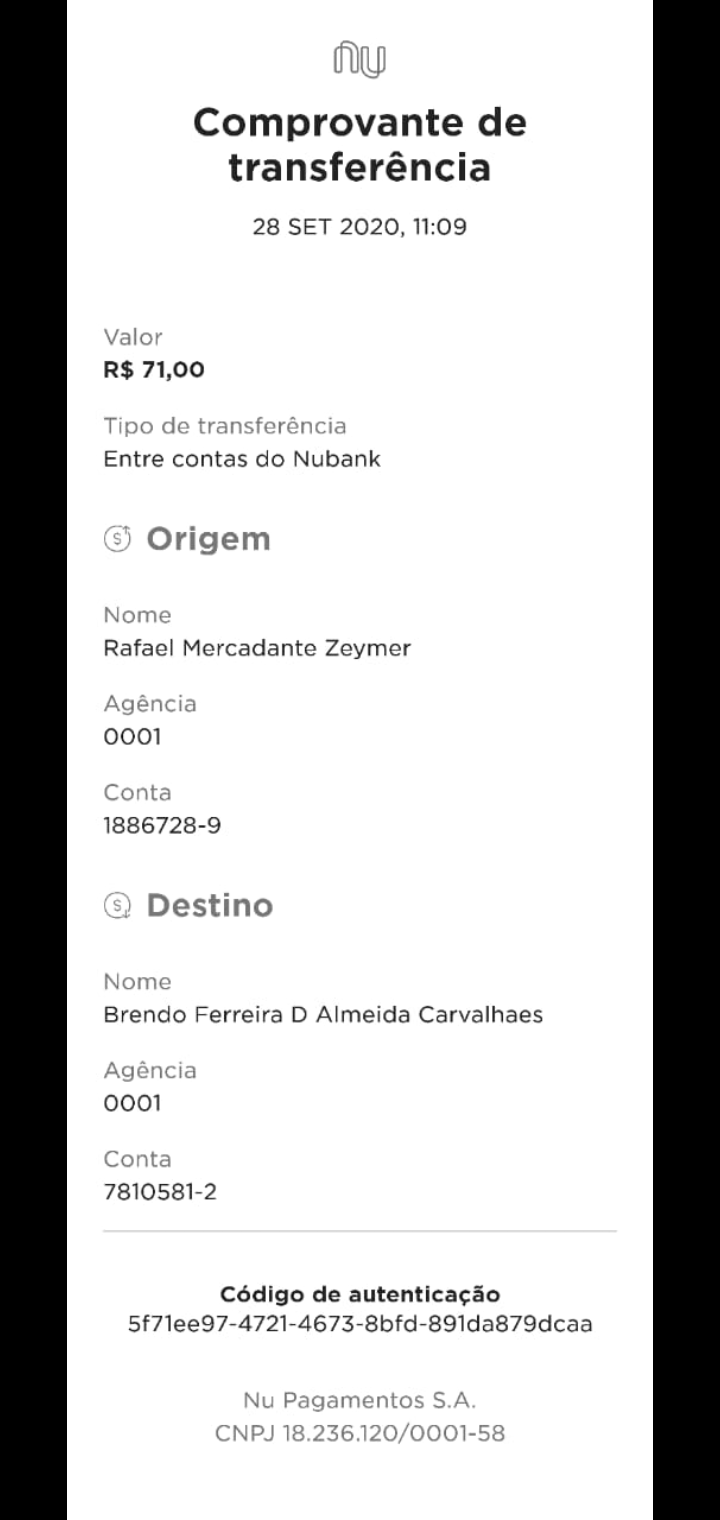 nu
Comprovante de
transferência
28 SET 2020, 11:09
Valor
R$ 71,00
Tipo de transferência
Entre contas do Nubank
Origem
Nome
Rafael Mercadante Zeymer
Agência
0001
Conta
1886728-9
Destino
Nome
Brendo Ferreira D Almeida Carvalhaes
Agência
0001
Conta
7810581-2
Código de autenticação
5f71ee97-4721-4673-8bfd-891da879dcaa
Nu Pagamentos S.A.
CNPJ 18.236.120/0001-58